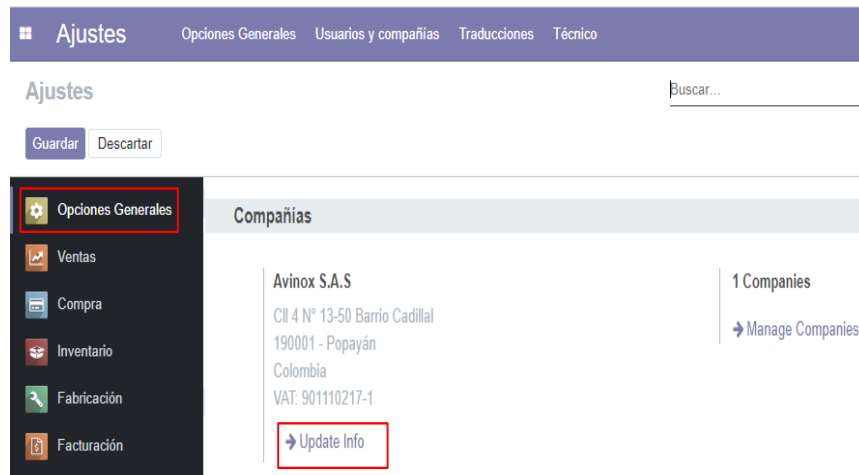 Ajustes Opciones Generales Usuarios y compañías Traducciones Técnico
Ajustes
Buscar...
Guardar Descartar
Opciones Generales
Ventas
Compra
Inventario
Fabricación
Facturación
Compañías
Avinox S.A.S
Cll 4 N° 13-50 Barrio Cadillal
190001 - Popayán
Colombia
VAT: 901110217-1
Update Info
1 Companies
Manage Companies